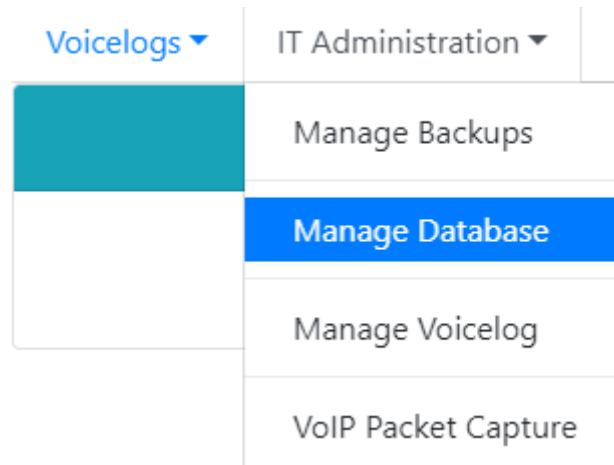 Voicelogs IT Administration
Manage Backups
Manage Database
Manage Voicelog
VoIP Packet Capture